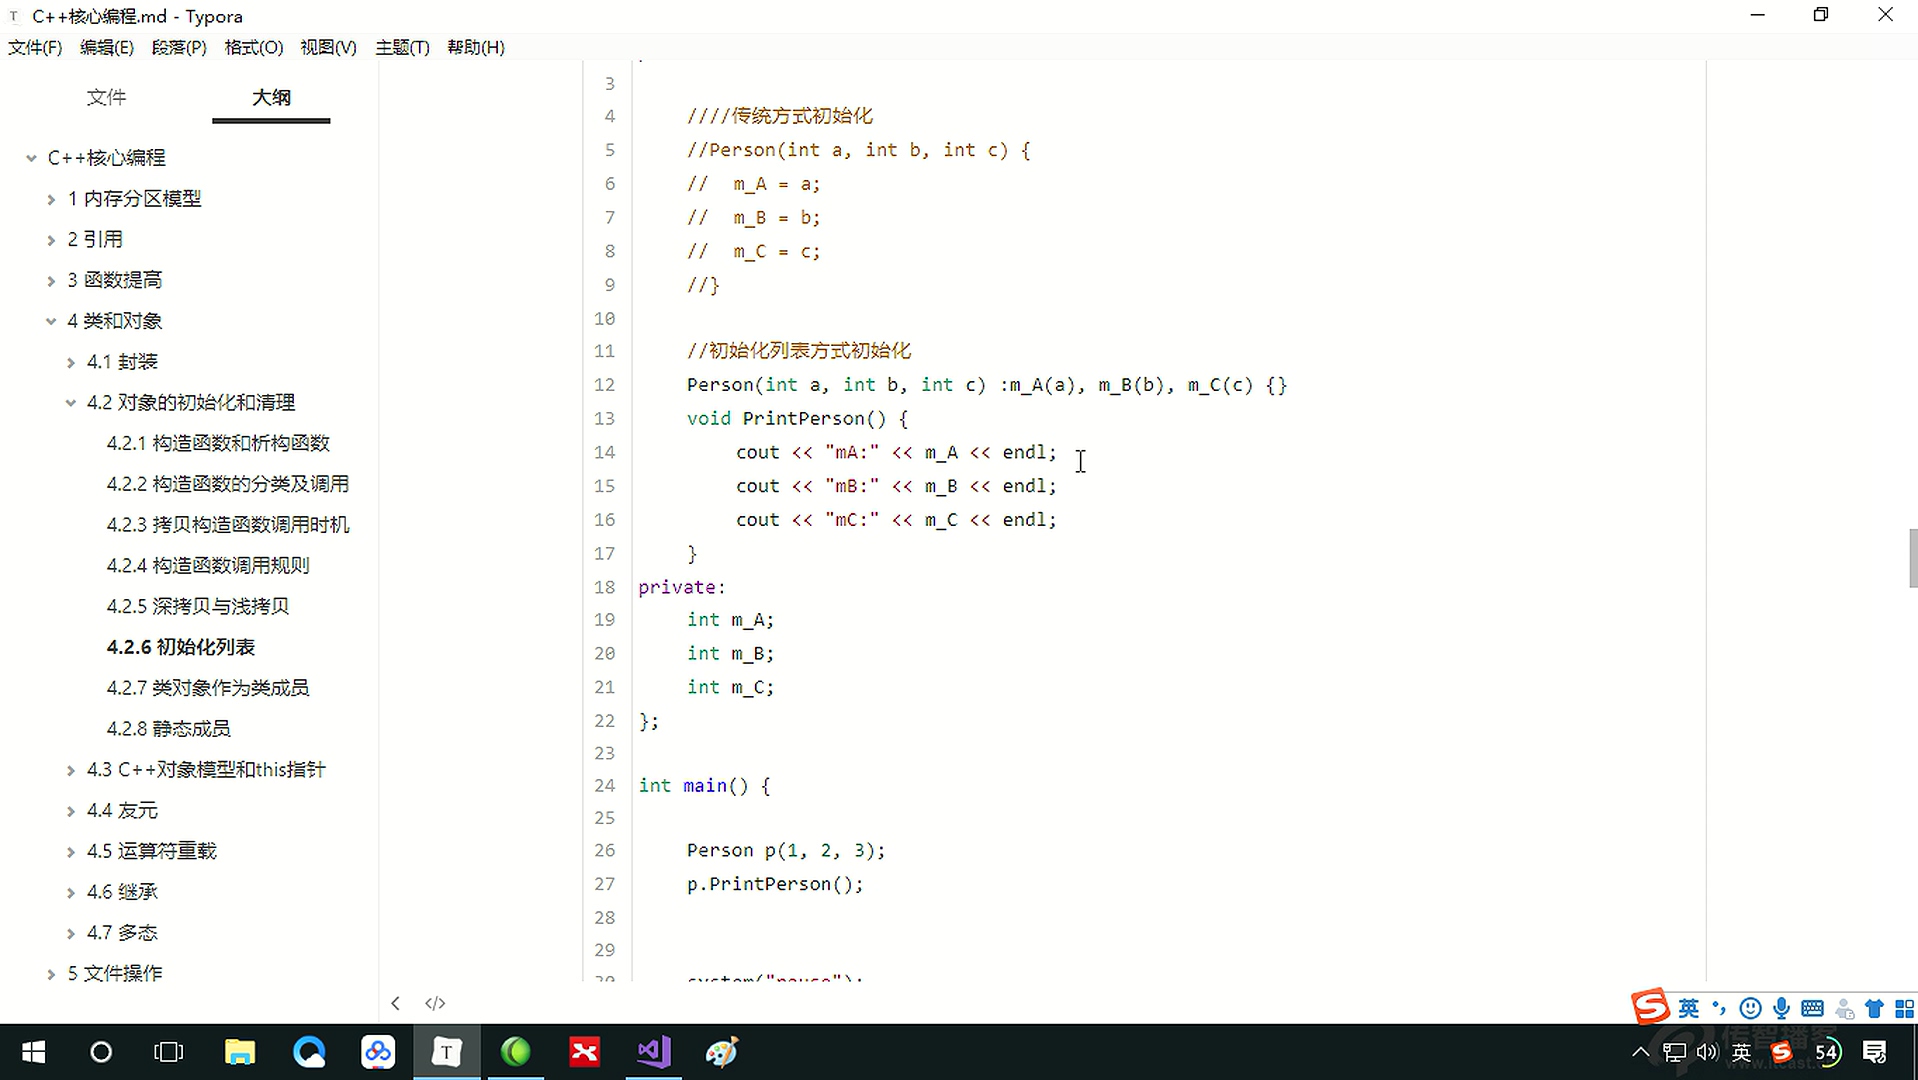 C++核心编程.md - Typora
文件(F) 编辑(E) 段落(P) 格式(O) 视图(V) 主题(T) 帮助(H)
文件 大纲
C++核心编程
1 内存分区模型
2 引用
3 函数提高
4 类和对象
4.1 封装
4.2 对象的初始化和清理
4.2.1 构造函数和析构函数
4.2.2 构造函数的分类及调用
4.2.3 拷贝构造函数调用时机
4.2.4 构造函数调用规则
4.2.5 深拷贝与浅拷贝
4.2.6 初始化列表
4.2.7 类对象作为类成员
4.2.8 静态成员
4.3 C++对象模型和this指针
4.4 友元
4.5 运算符重载
4.6 继承
4.7 多态
5 文件操作
3
4 ////传统方式初始化
5 //Person(int a, int b, int c) {
6 // m_A = a;
7 // m_B = b;
8 // m_C = c;
9 //}
10
11 //初始化列表方式初始化
12 Person(int a, int b, int c) :m_A(a), m_B(b), m_C(c) {}
13 void PrintPerson() {
14 cout << "mA:" << m_A << endl;
15 cout << "mB:" << m_B << endl;
16 cout << "mC:" << m_C << endl;
17 }
18 private:
19 int m_A;
20 int m_B;
21 int m_C;
22 };
23
24 int main() {
25
26 Person p(1, 2, 3);
27 p.PrintPerson();
28
29
30 system("pause");
</>
英
传智播客
英 54
www.itcast.c